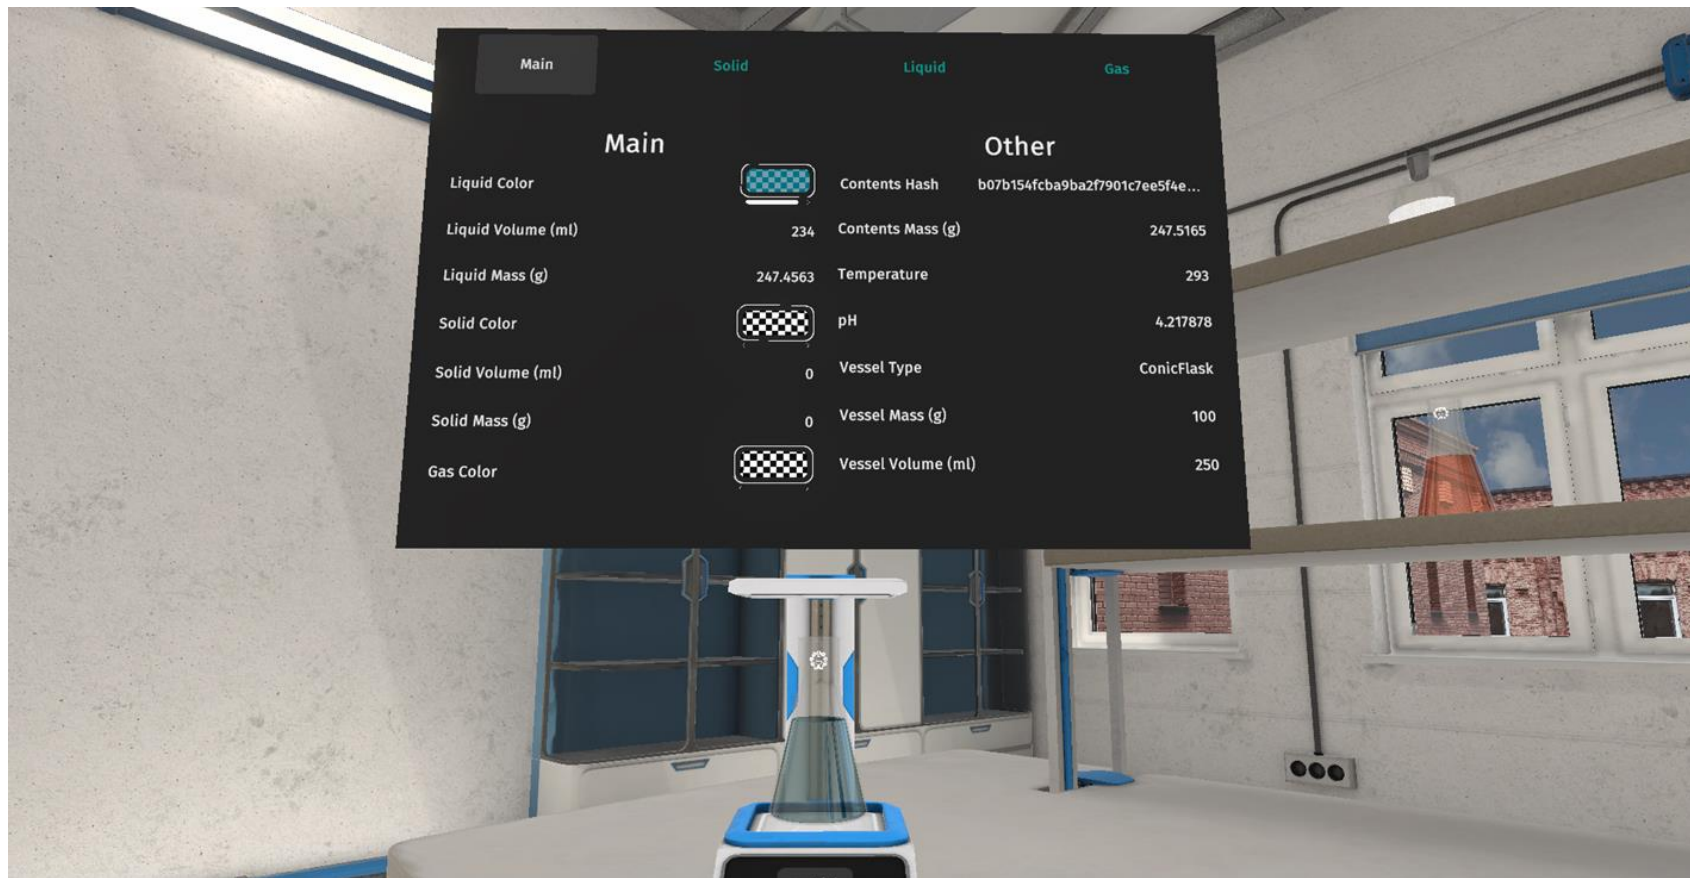 Main Solid Liquid Gas
Main
Liquid Color
Liquid Volume (ml) 234
Liquid Mass (g) 247.4563
Solid Color
Solid Volume (ml) 0
Solid Mass (g) 0
Gas Color
Other
Contents Hash b07b154fcba9ba2f7901c7ee5f4e...
Contents Mass (g) 247.5165
Temperature 293
pH 4.217878
Vessel Type ConicFlask
Vessel Mass (g) 100
Vessel Volume (ml) 250